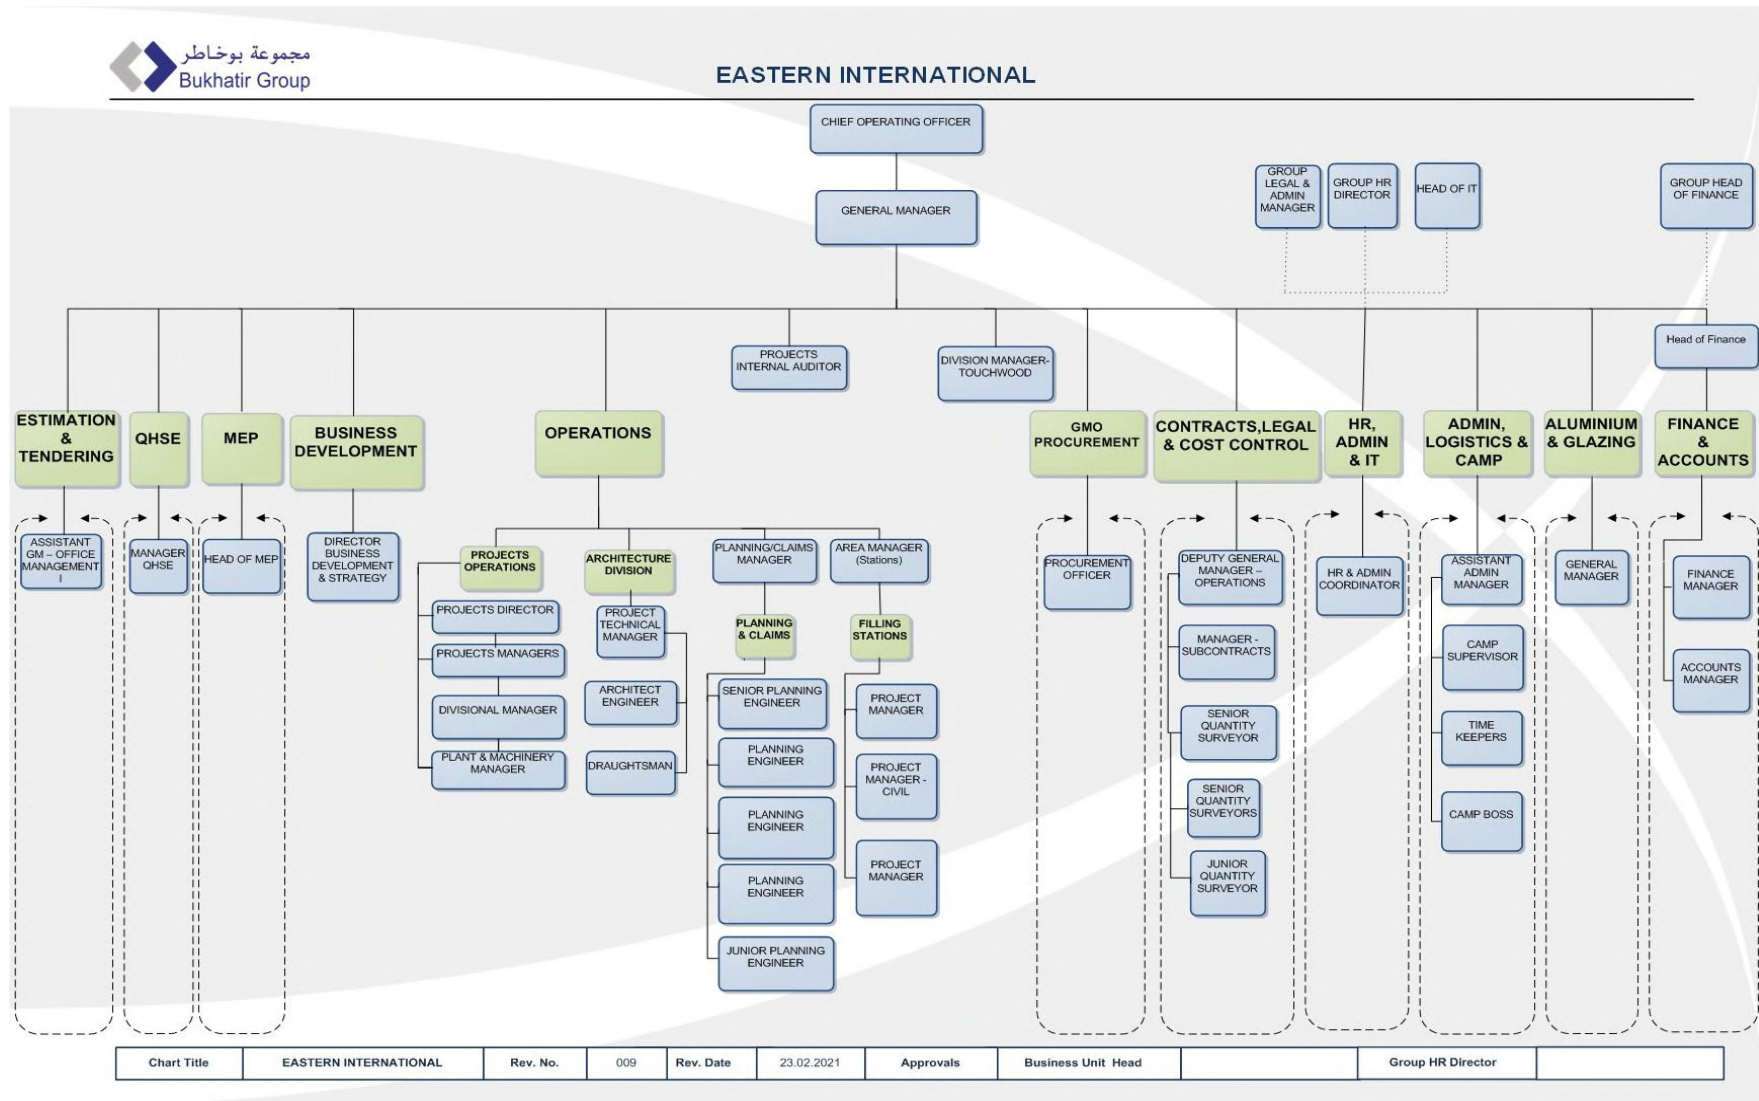 مجموعة بوخاطر
Bukhatir Group
EASTERN INTERNATIONAL
CHIEF OPERATING OFFICER
GENERAL MANAGER
GROUP
LEGAL &
ADMIN
MANAGER
GROUP HR
DIRECTOR
HEAD OF IT
GROUP HEAD
OF FINANCE
PROJECTS
INTERNAL AUDITOR
DIVISION MANAGER-
TOUCHWOOD
Head of Finance
ESTIMATION
&
TENDERING
QHSE
MEP
BUSINESS
DEVELOPMENT
OPERATIONS
GMO
PROCUREMENT
CONTRACTS,LEGAL
& COST CONTROL
HR,
ADMIN
& IT
ADMIN,
LOGISTICS &
CAMP
ALUMINIUM
& GLAZING
FINANCE
&
ACCOUNTS
ASSISTANT
GM – OFFICE
MANAGEMENT
I
MANAGER
QHSE
HEAD OF MEP
DIRECTOR
BUSINESS
DEVELOPMENT
& STRATEGY
PROJECTS
OPERATIONS
PROJECTS DIRECTOR
PROJECTS MANAGERS
DIVISIONAL MANAGER
PLANT & MACHINERY
MANAGER
ARCHITECTURE
DIVISION
PROJECT
TECHNICAL
MANAGER
ARCHITECT
ENGINEER
DRAUGHTSMAN
PLANNING/CLAIMS
MANAGER
PLANNING
& CLAIMS
SENIOR PLANNING
ENGINEER
PLANNING
ENGINEER
PLANNING
ENGINEER
PLANNING
ENGINEER
JUNIOR PLANNING
ENGINEER
AREA MANAGER
(Stations)
FILLING
STATIONS
PROJECT
MANAGER
PROJECT
MANAGER -
CIVIL
PROJECT
MANAGER
PROCUREMENT
OFFICER
DEPUTY GENERAL
MANAGER –
OPERATIONS
MANAGER -
SUBCONTRACTS
SENIOR
QUANTITY
SURVEYOR
SENIOR
QUANTITY
SURVEYORS
JUNIOR
QUANTITY
SURVEYOR
HR & ADMIN
COORDINATOR
ASSISTANT
ADMIN
MANAGER
CAMP
SUPERVISOR
TIME
KEEPERS
CAMP BOSS
GENERAL
MANAGER
FINANCE
MANAGER
ACCOUNTS
MANAGER
Chart Title EASTERN INTERNATIONAL Rev. No. 009 Rev. Date 23.02.2021 Approvals Business Unit Head Group HR Director